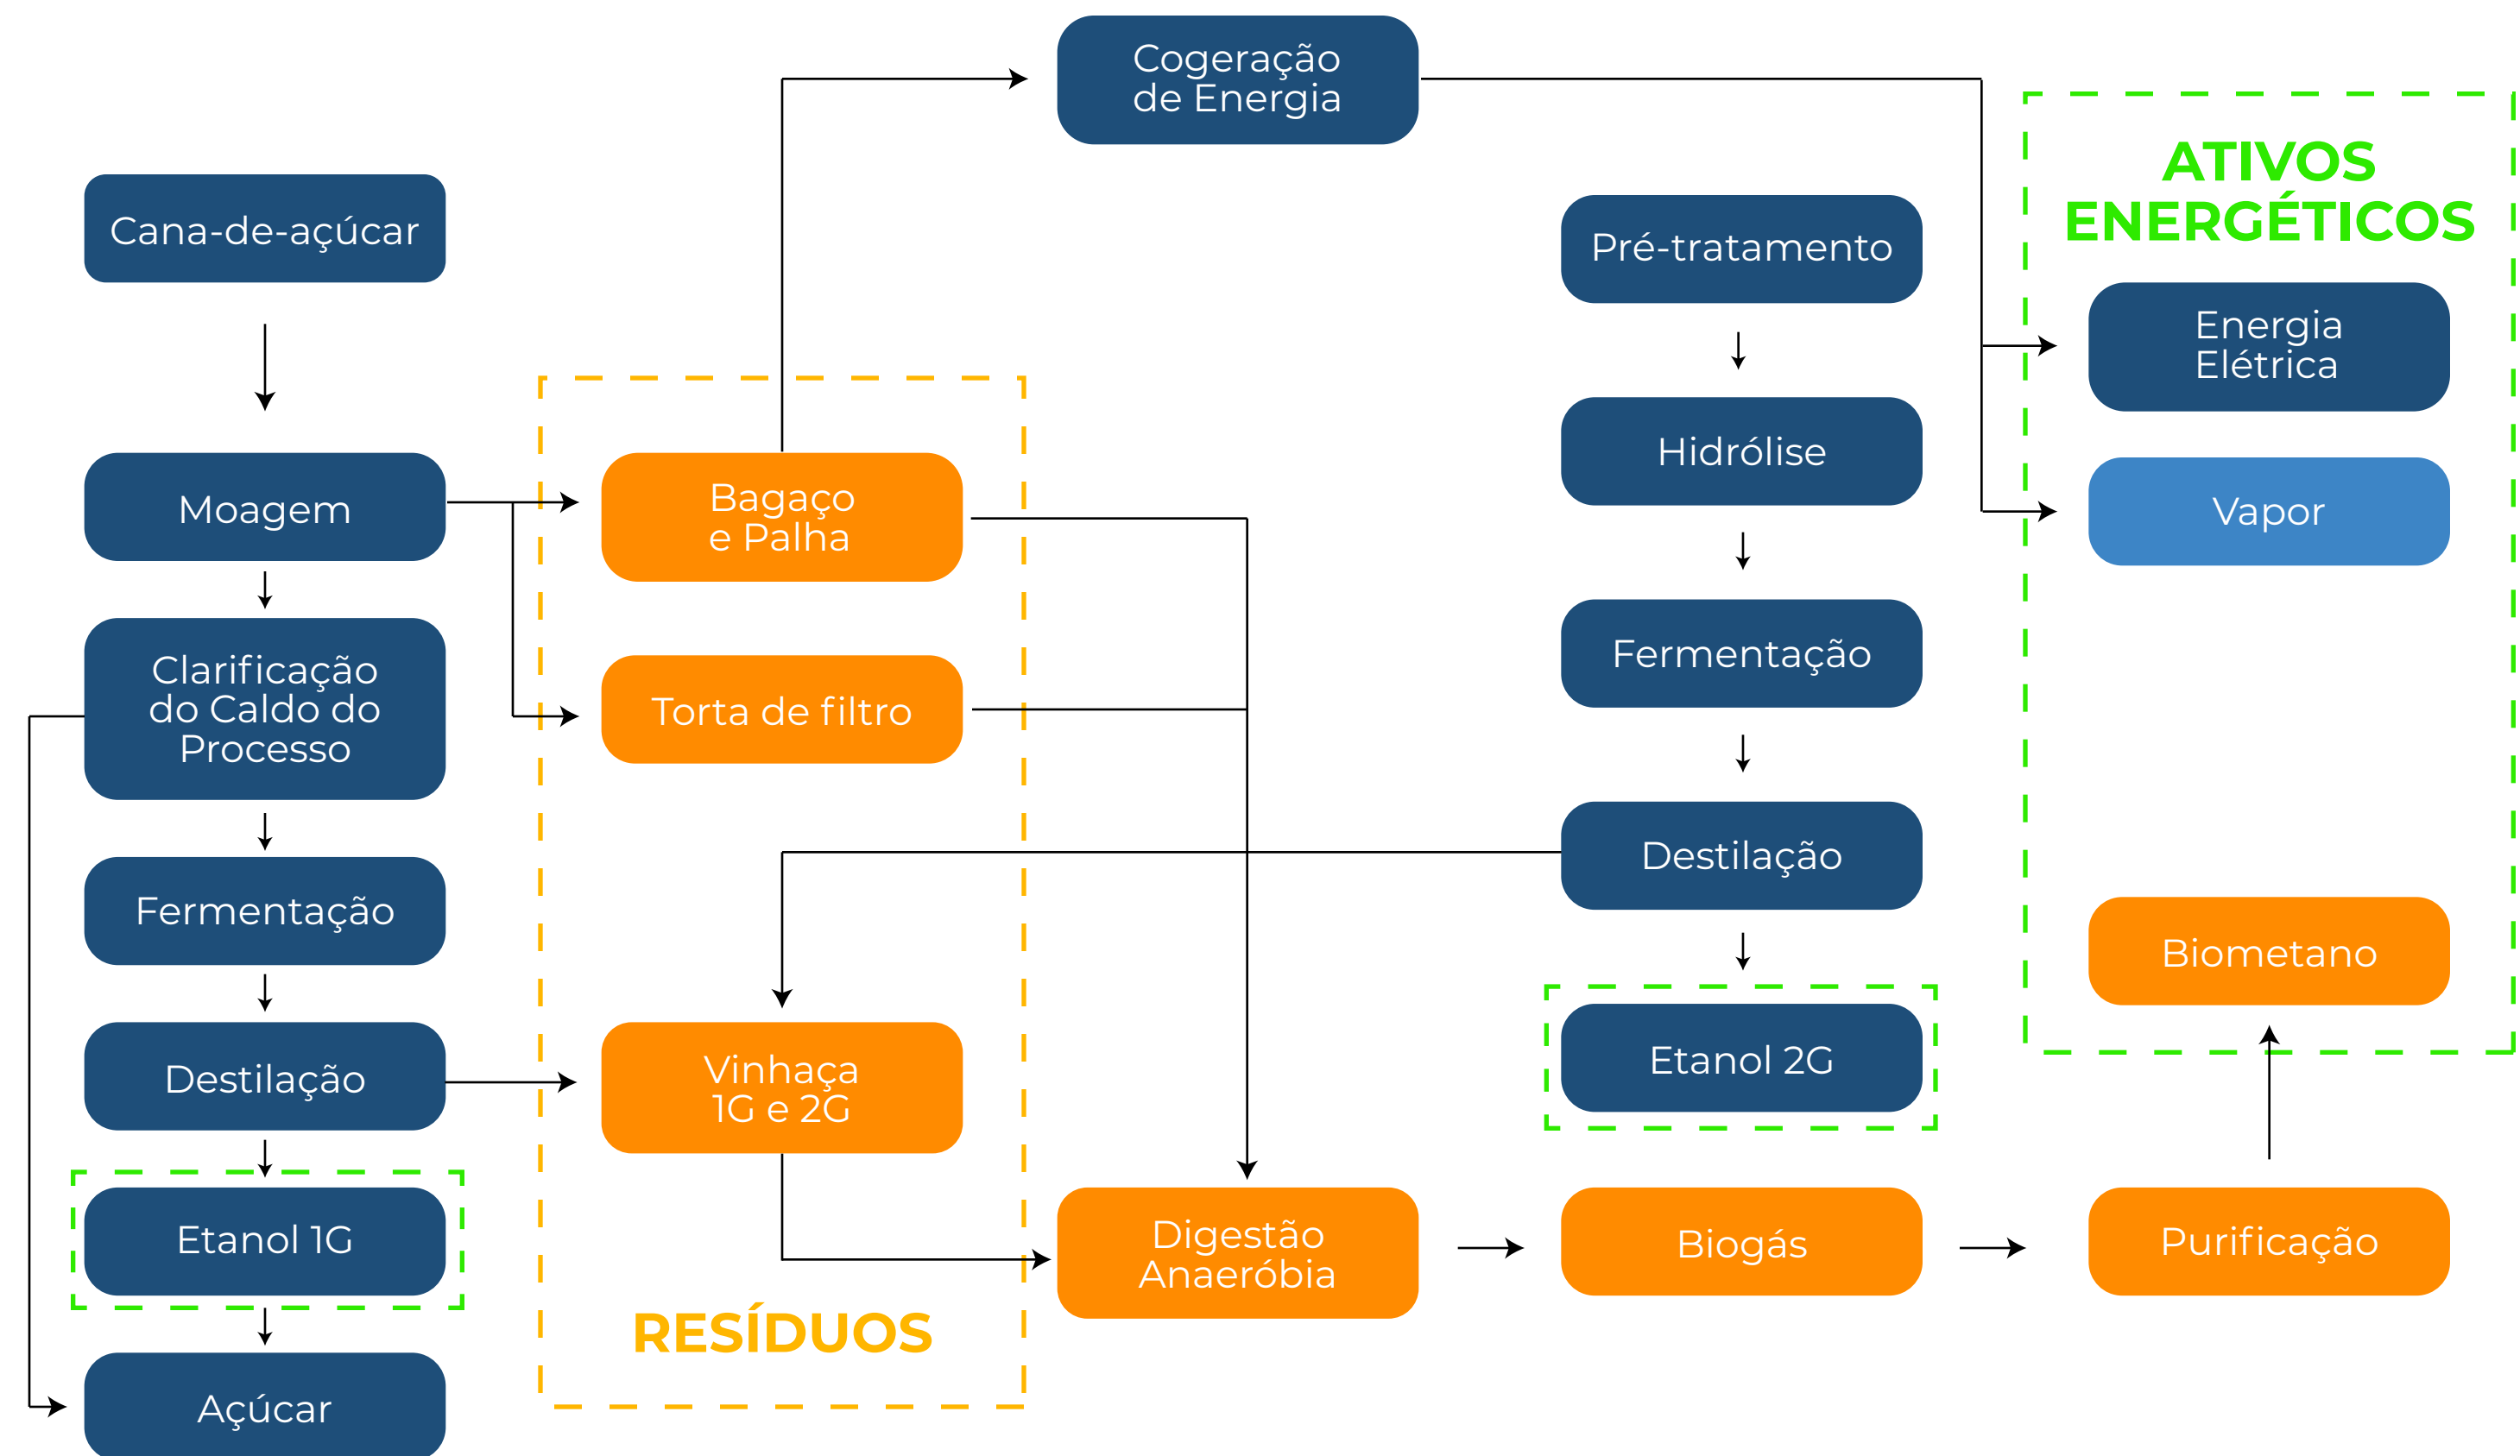 Cogeração
de Energia
Cana-de-açúcar
Pré-tratamento
ATIVOS
ENERGÉTICOS
Energia
Elétrica
Moagem
Bagaço
e Palha
Hidrólise
Vapor
Clarificação
do Caldo do
Processo
Torta de filtro
Fermentação
Fermentação
Destilação
Biometano
Destilação
Vinhaça
1G e 2G
Etanol 2G
Etanol 1G
Digestão
Anaeróbia
Biogás
Purificação
RESÍDUOS
Açúcar